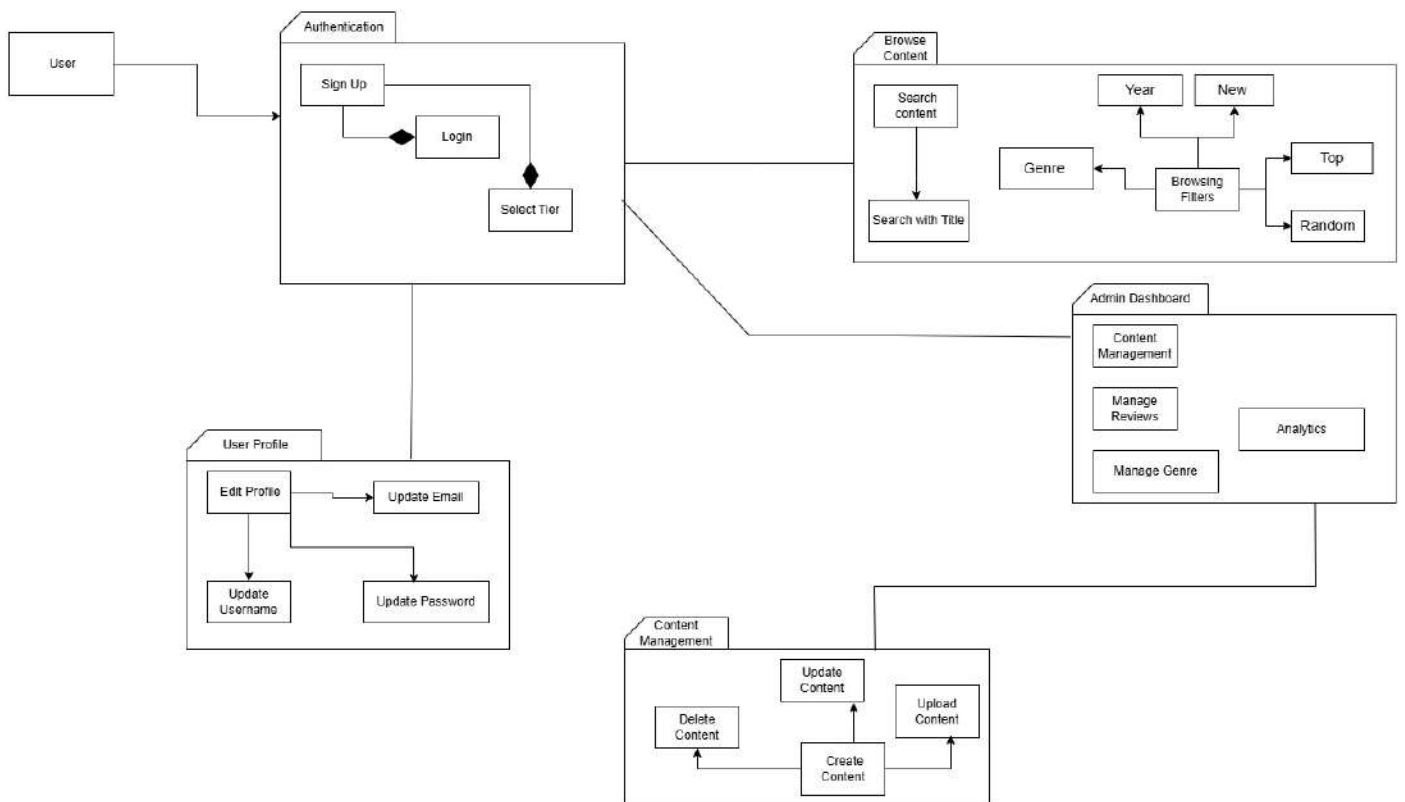 User
Authentication
Sign Up
Login
Select Tier
Browse
Content
Search
content
Search with Title
Year
New
Genre
Browsing
Filters
Top
Random
Admin Dashboard
Content
Management
Manage
Reviews
Manage Genre
Analytics
User Profile
Edit Profile
Update Email
Update
Username
Update Password
Content
Management
Update
Content
Delete
Content
Upload
Content
Create
Content